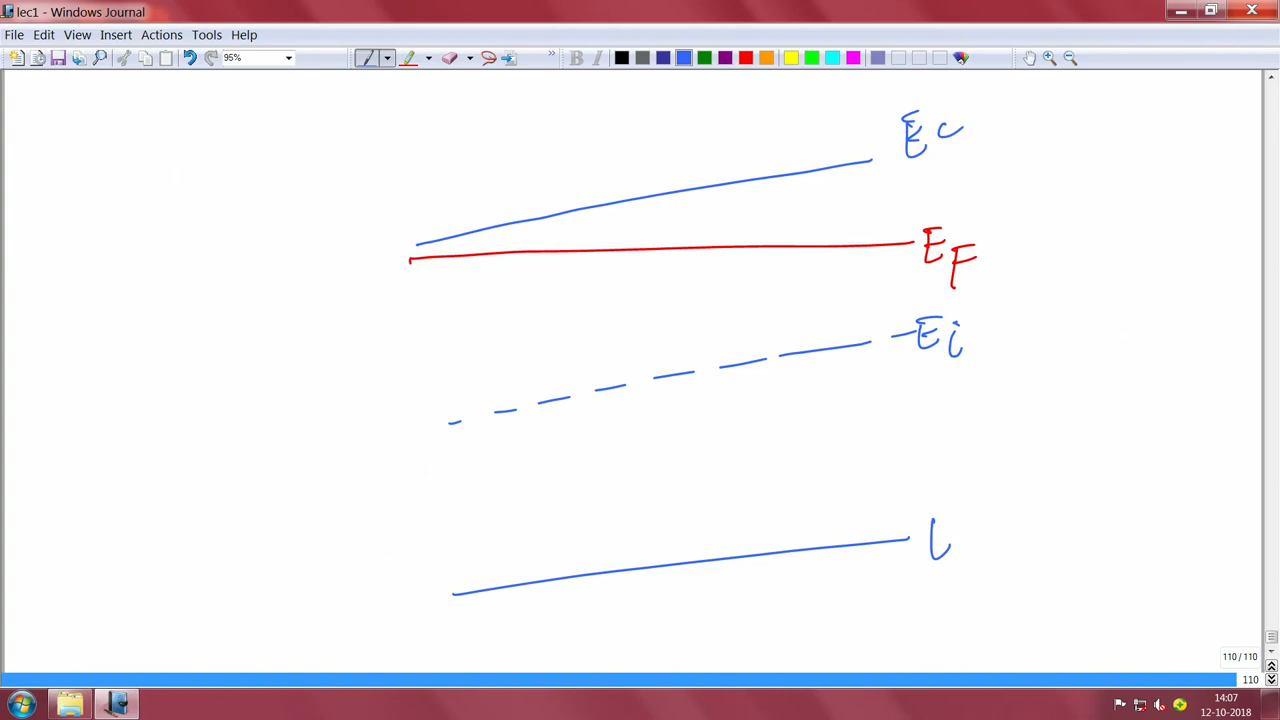 lec1 - Windows Journal
File Edit View Insert Actions Tools Help
95%
B I
Ec
EF
Ei
110 / 110
110
14:07
12-10-2018